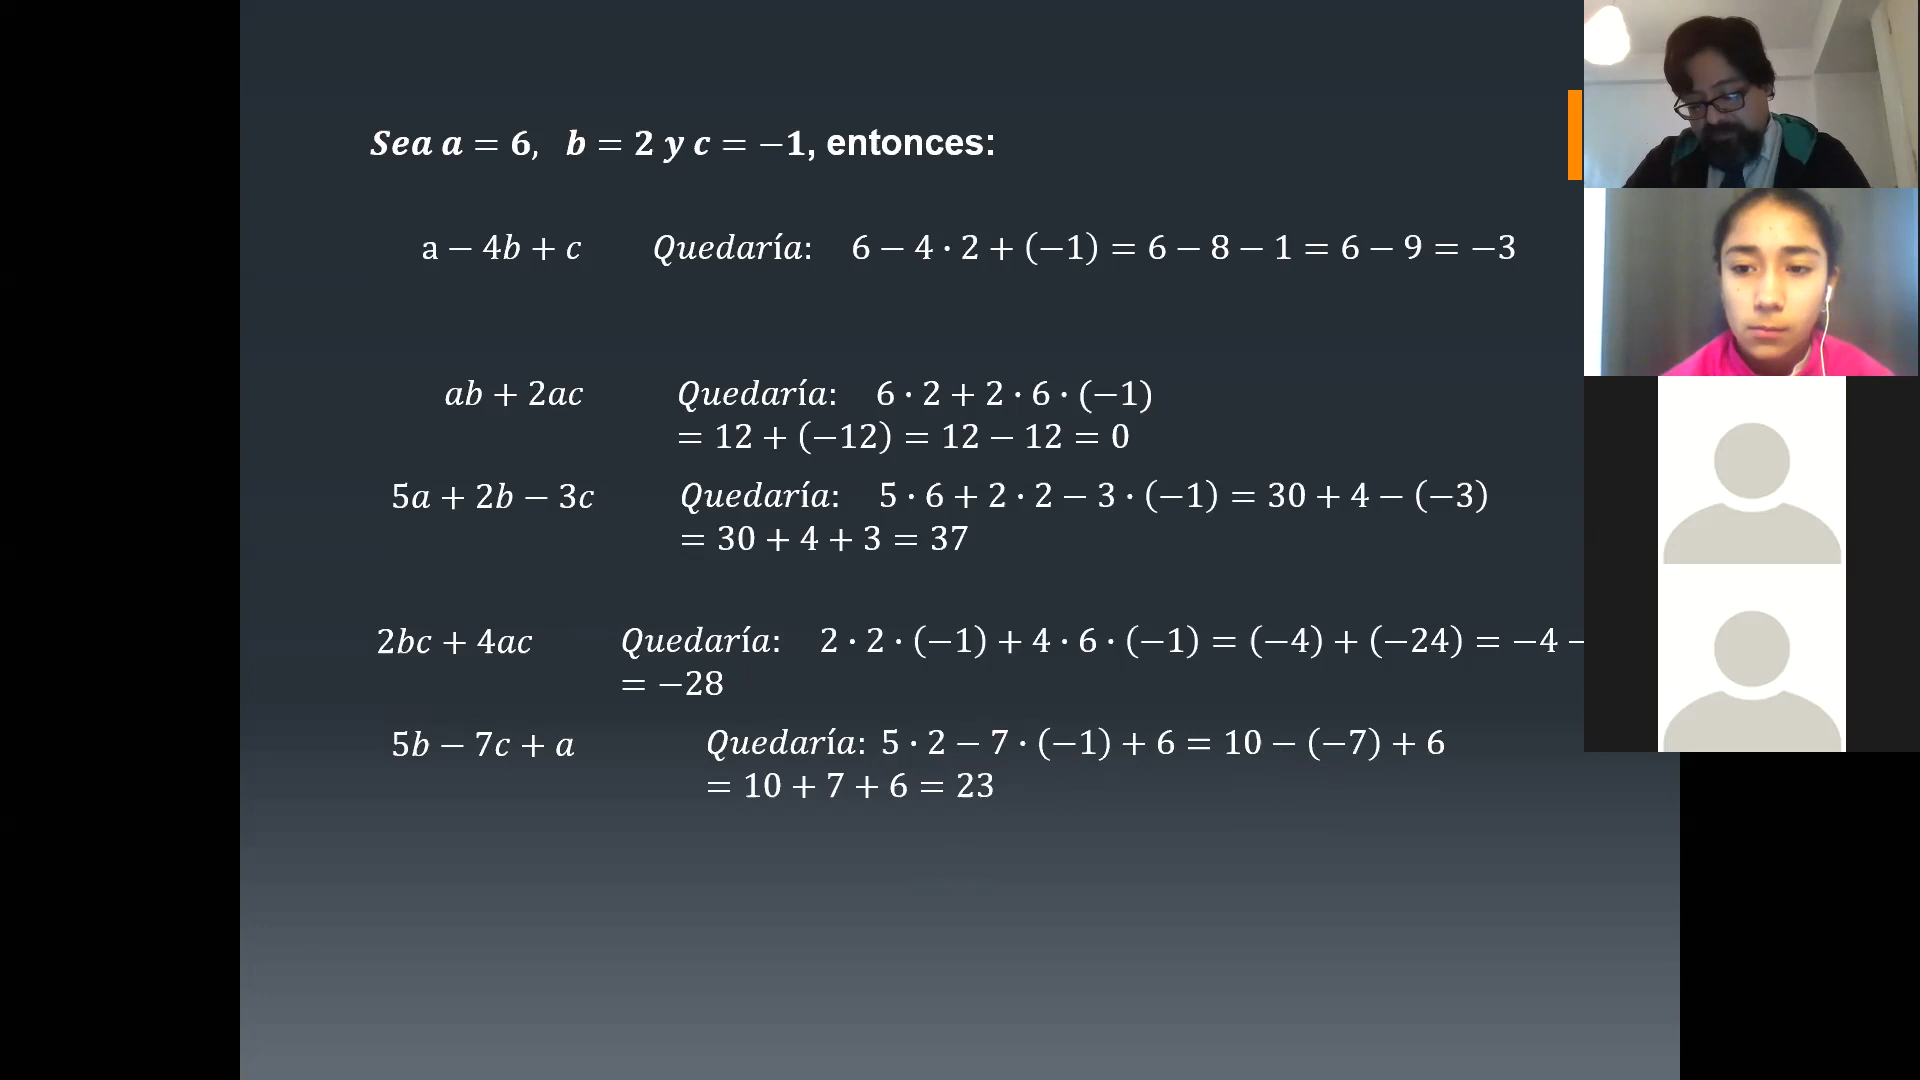 Sea a = 6, b = 2 y c = −1, entonces:
a − 4b + c Quedaría: 6 − 4 · 2 + (−1) = 6 − 8 − 1 = 6 − 9 = −3
ab + 2ac Quedaría: 6 · 2 + 2 · 6 · (−1)
= 12 + (−12) = 12 − 12 = 0
5a + 2b − 3c Quedaría: 5 · 6 + 2 · 2 − 3 · (−1) = 30 + 4 − (−3)
= 30 + 4 + 3 = 37
2bc + 4ac Quedaría: 2 · 2 · (−1) + 4 · 6 · (−1) = (−4) + (−24) = −4 −
= −28
5b − 7c + a Quedaría: 5 · 2 − 7 · (−1) + 6 = 10 − (−7) + 6
= 10 + 7 + 6 = 23